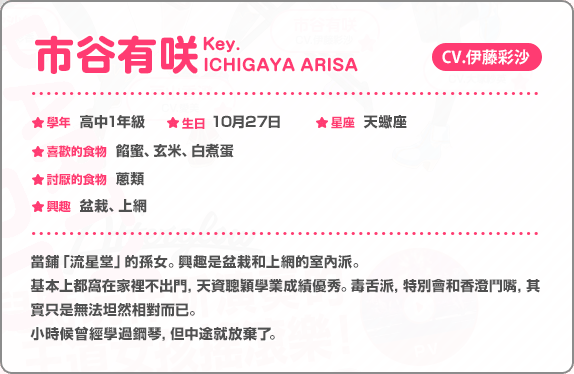 市谷有咲 Key. ICHIGAYA ARISA CV.伊藤彩沙
★學年 高中1年級 ★生日 10月27日 ★星座 天蠍座
★喜歡的食物 餡蜜、玄米、白煮蛋
★討厭的食物 蔥類
★興趣 盆栽、上網
當鋪「流星堂」的孫女。興趣是盆栽和上網的室內派。
基本上都窩在家裡不出門，天資聰穎學業成績優秀。毒舌派，特別會和香澄鬥嘴，其
實只是無法坦然相對而已。
小時候曾經學過鋼琴，但中途就放棄了。